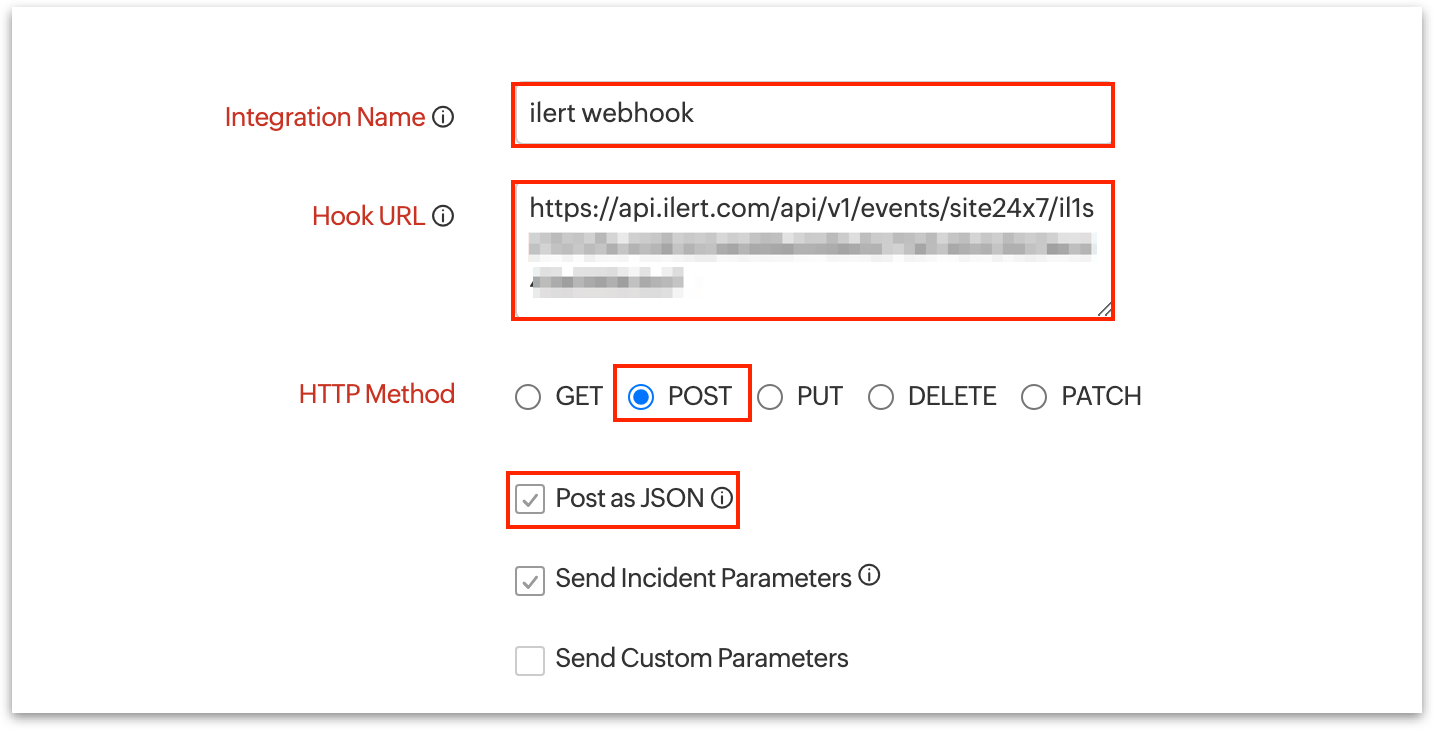 Integration Name ilert webhook
Hook URL https://api.ilert.com/api/v1/events/site24x7/il1s
HTTP Method GET POST PUT DELETE PATCH
Post as JSON
Send Incident Parameters
Send Custom Parameters